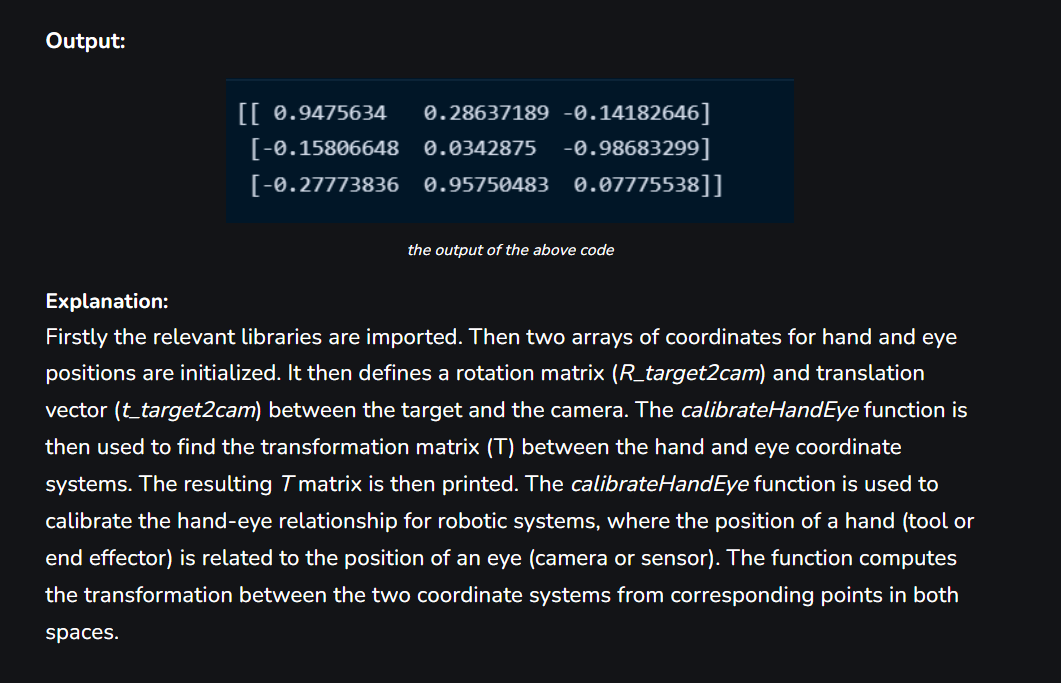 Output:
[[ 0.9475634   0.28637189 -0.14182646]
[-0.15806648  0.0342875  -0.98683299]
[-0.27773836  0.95750483  0.07775538]]
the output of the above code
Explanation:
Firstly the relevant libraries are imported. Then two arrays of coordinates for hand and eye
positions are initialized. It then defines a rotation matrix (R_target2cam) and translation
vector (t_target2cam) between the target and the camera. The calibrateHandEye function is
then used to find the transformation matrix (T) between the hand and eye coordinate
systems. The resulting T matrix is then printed. The calibrateHandEye function is used to
calibrate the hand-eye relationship for robotic systems, where the position of a hand (tool or
end effector) is related to the position of an eye (camera or sensor). The function computes
the transformation between the two coordinate systems from corresponding points in both
spaces.